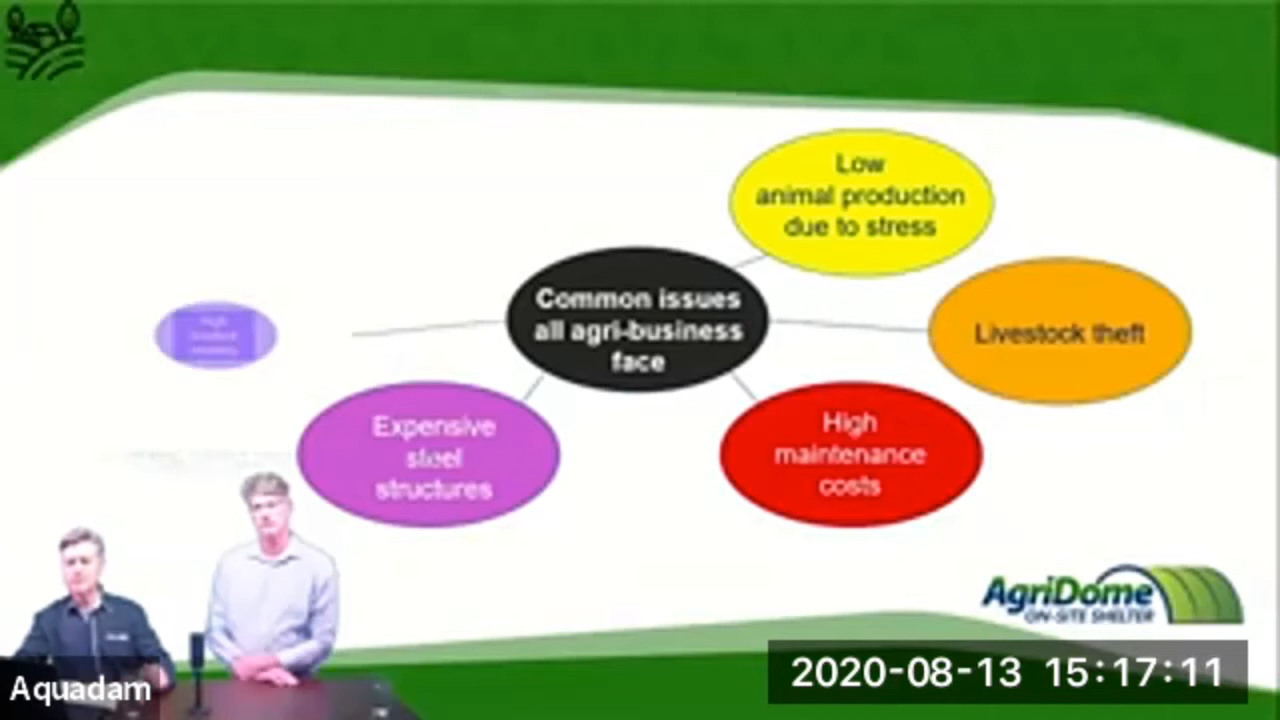 Low
animal production
due to stress
Common issues
all agri-business
face
Livestock theft
Expensive
steel
structures
High
maintenance
costs
AgriDome
ON-SITE SHELTER
Aquadam
2020-08-13 15:17:11